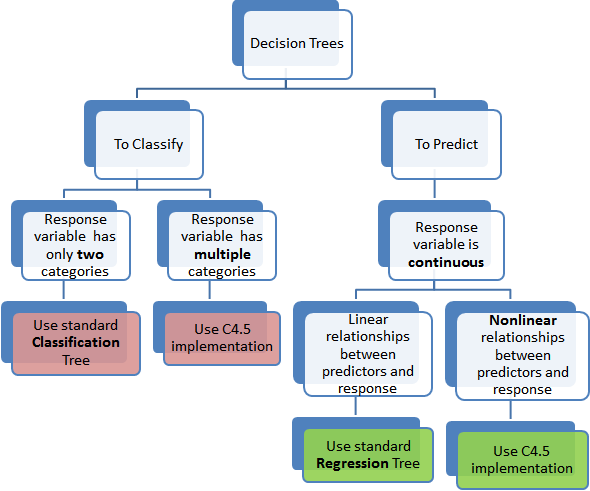 Decision Trees
To Classify
To Predict
Response
variable has
only two
categories
Response
variable has
multiple
categories
Response
variable is
continuous
Use standard
Classification
Tree
Use C4.5
implementation
Linear
relationships
between
predictors and
response
Nonlinear
relationships
between
predictors and
response
Use standard
Regression Tree
Use C4.5
implementation